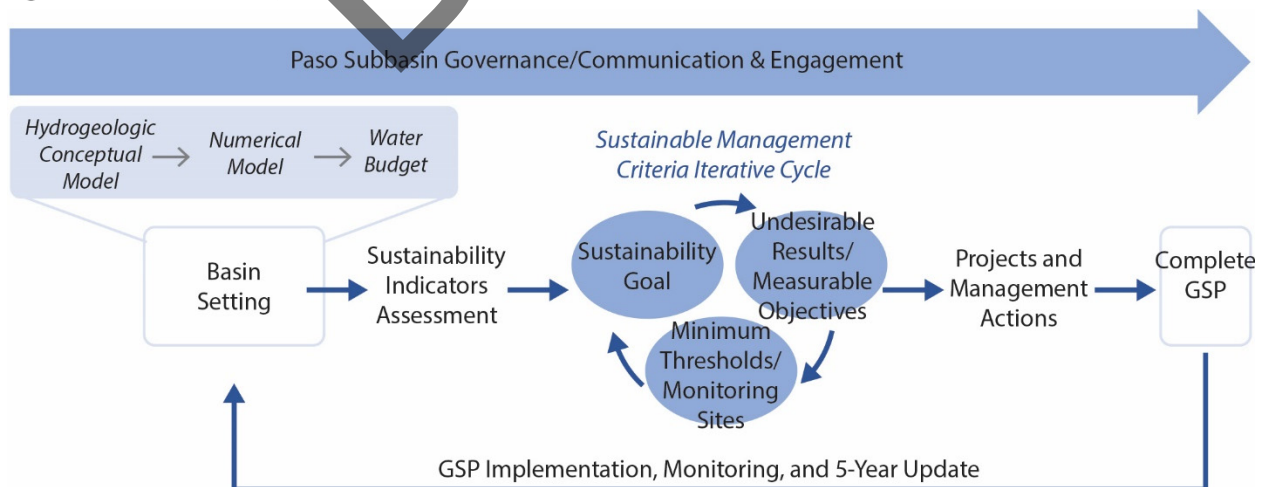 Paso Subbasin Governance/Communication & Engagement
Hydrogeologic
Conceptual
Model
Numerical
Model
Water
Budget
Sustainable Management
Criteria Iterative Cycle
Basin
Setting
Sustainability
Indicators
Assessment
Sustainability
Goal
Undesirable
Results/
Measurable
Objectives
Minimum
Thresholds/
Monitoring
Sites
Projects and
Management
Actions
Complete
GSP
GSP Implementation, Monitoring, and 5-Year Update